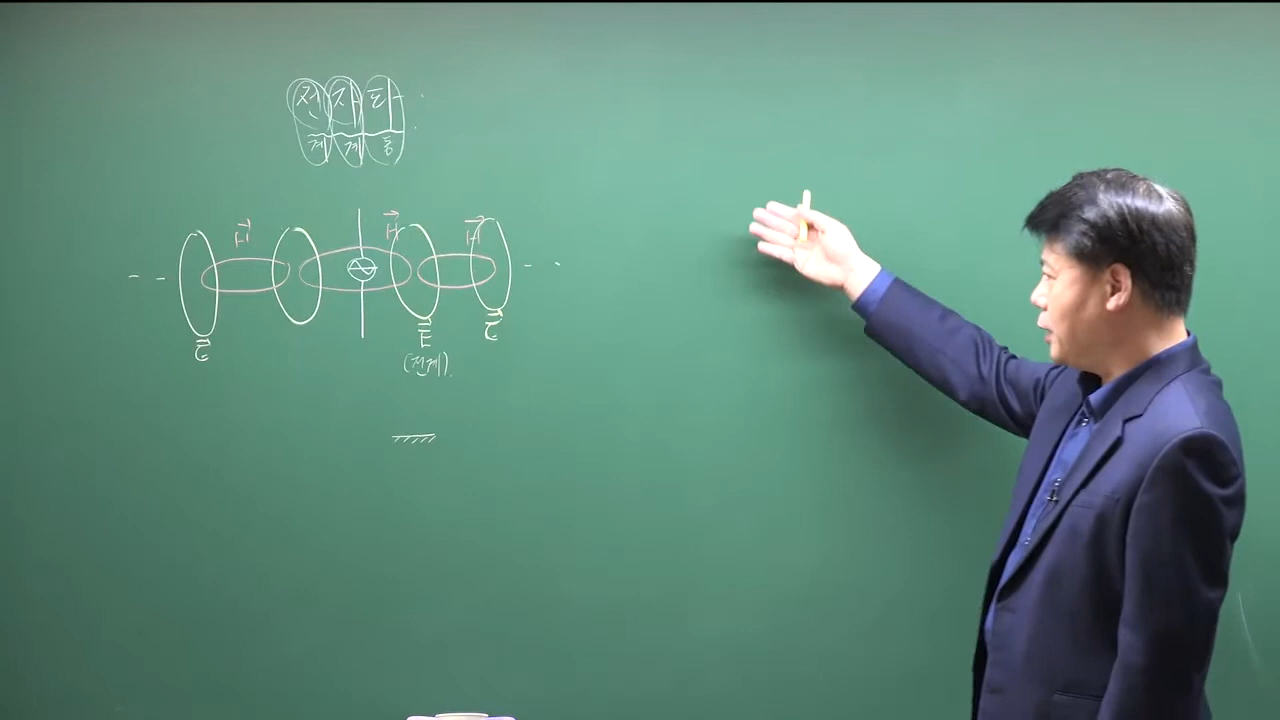 전 자 파
계 계 동
H⃗ H⃗ H⃗
E⃗ E⃗ E⃗
(전계).